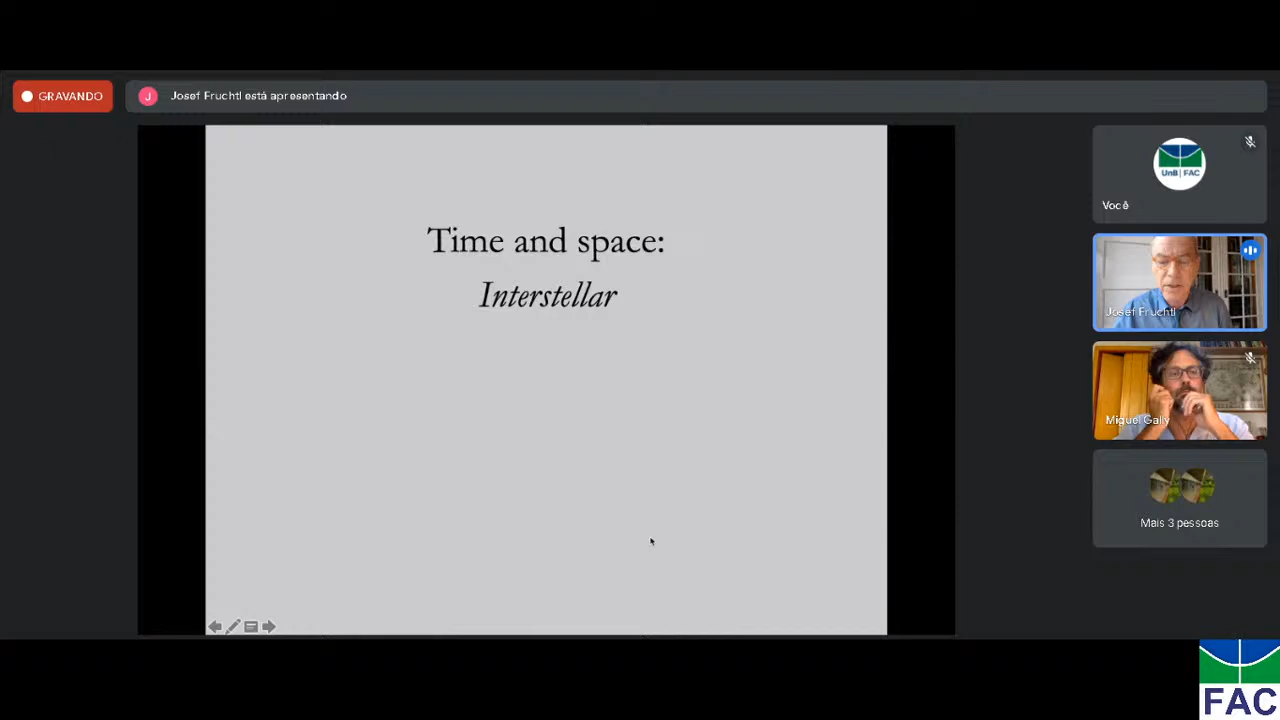 GRAVANDO
J Josef Fruchtl está apresentando
Time and space:
Interstellar
UnB | FAC
Você
Josef Fruchtl
Miguel Gally
Mais 3 pessoas
FAC